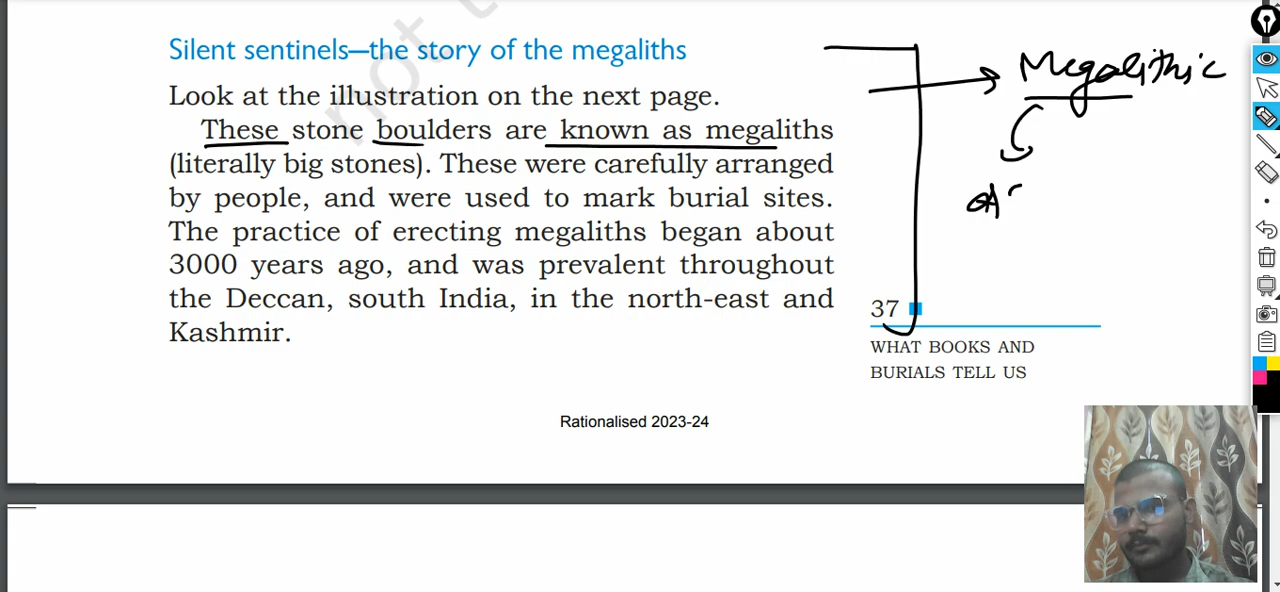 Silent sentinels—the story of the megaliths
Look at the illustration on the next page.
These stone boulders are known as megaliths
(literally big stones). These were carefully arranged
by people, and were used to mark burial sites.
The practice of erecting megaliths began about
3000 years ago, and was prevalent throughout
the Deccan, south India, in the north-east and
Kashmir.
Megalithic
37
WHAT BOOKS AND
BURIALS TELL US
Rationalised 2023-24